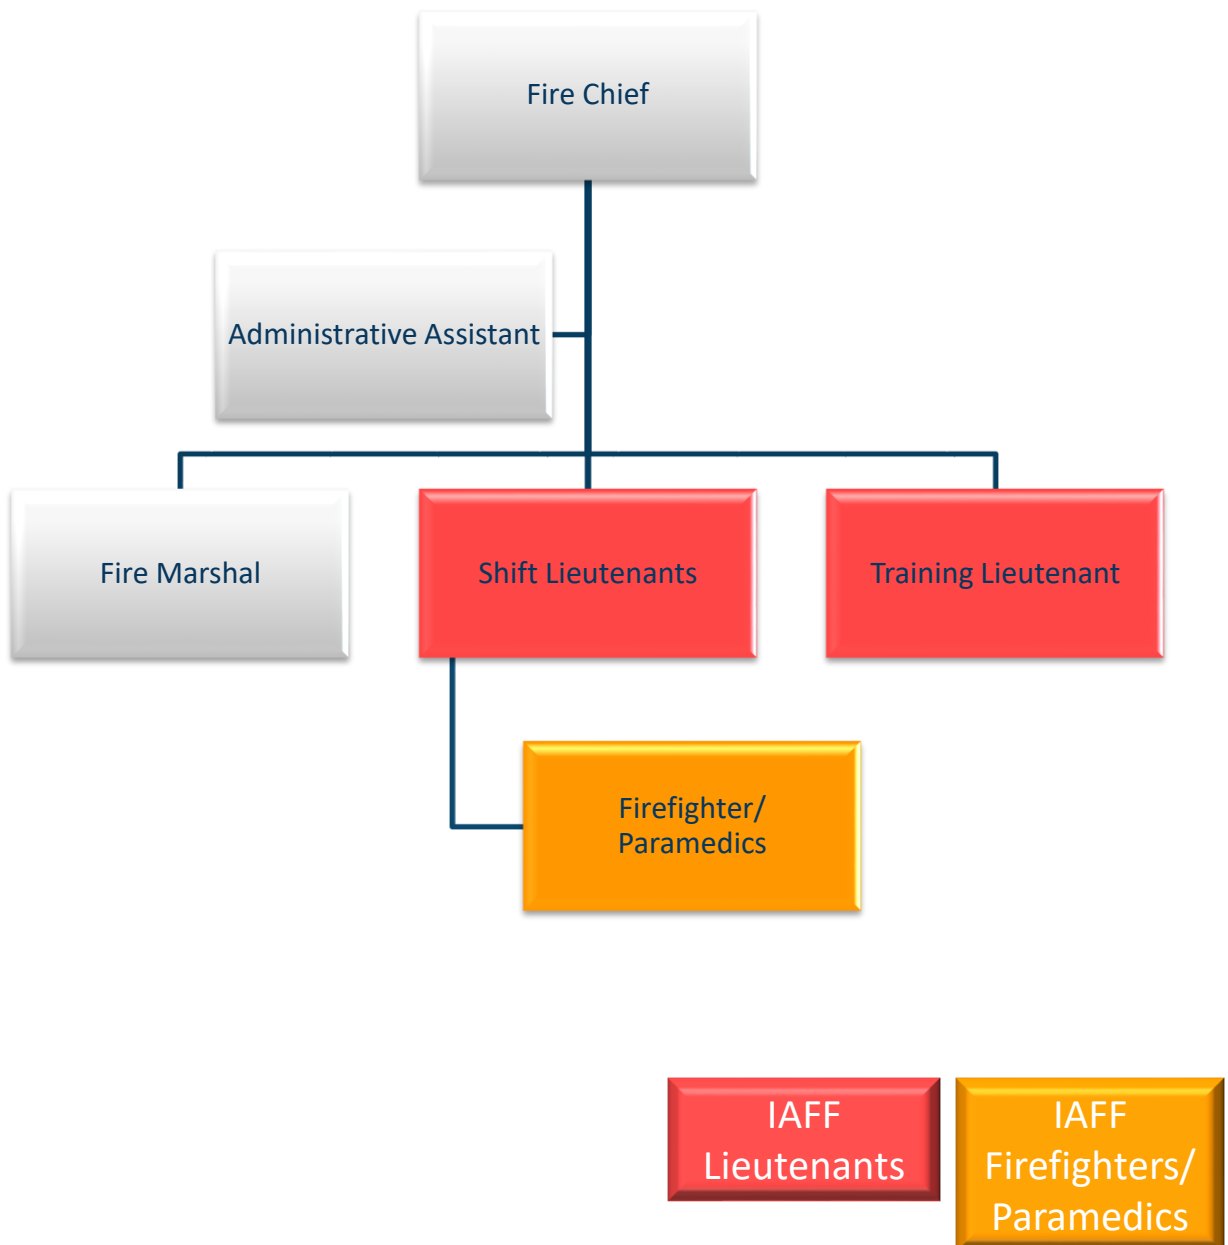 Fire Chief
Administrative Assistant
Fire Marshal
Shift Lieutenants
Training Lieutenant
Firefighter/
Paramedics
IAFF
Lieutenants
IAFF
Firefighters/
Paramedics